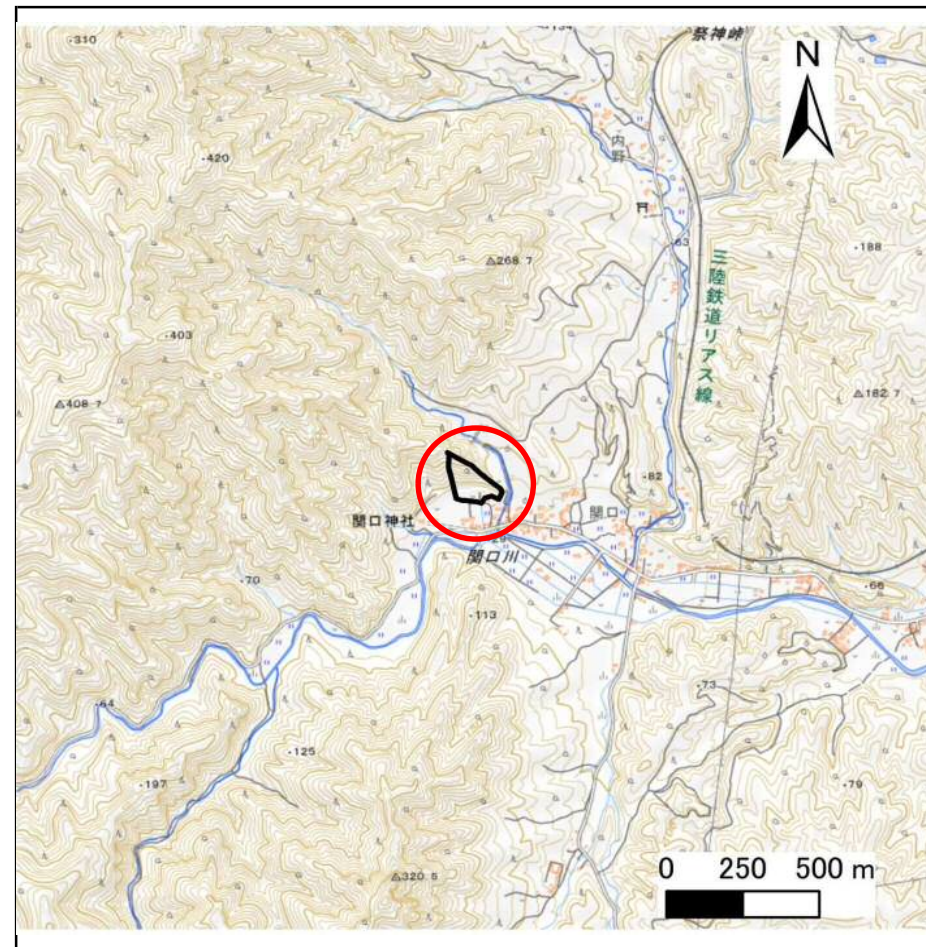 ・310
祭神峠
N
・420
内野
・63
・188
三陸鉄道リアス線
△268.7
・403
△408.7
△182.7
・62
関口
関口神社
関口川
・70
・66
・113
・64
・73
・125
・197
・79
0 250 500 m
△320.5